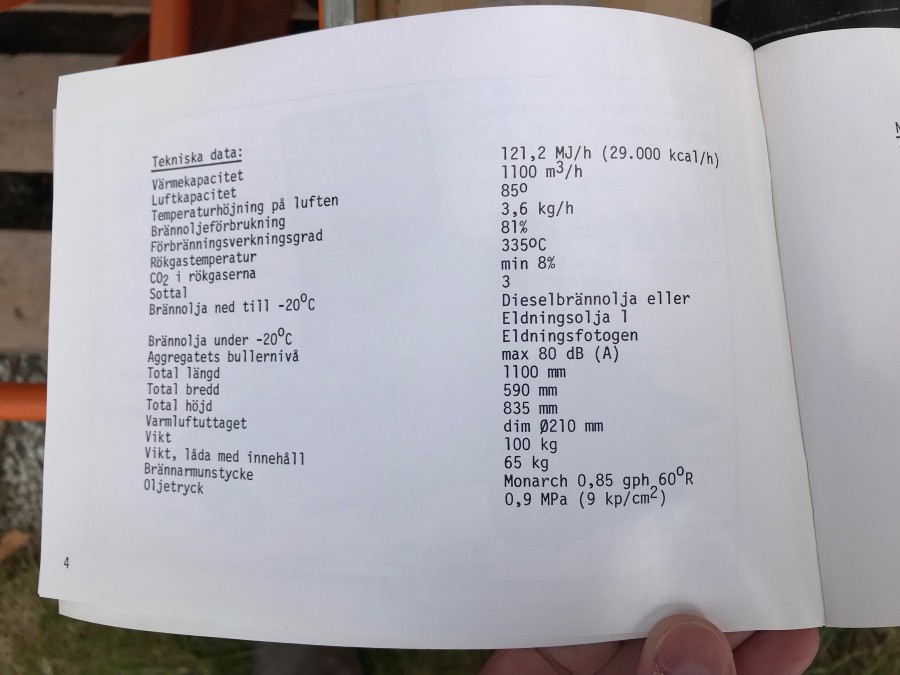 Tekniska data:
Värmekapacitet 121,2 MJ/h (29.000 kcal/h)
Luftkapacitet 1100 m³/h
Temperaturhöjning på luften 85°
Brännoljeförbrukning 3,6 kg/h
Förbränningsverkningsgrad 81%
Rökgastemperatur 335°C
CO₂ i rökgaserna min 8%
Sottal 3
Brännolja ned till -20°C Dieselbrännolja eller
Eldningsolja 1
Brännolja under -20°C Eldningsfotogen
Aggregatets bullernivå max 80 dB (A)
Total längd 1100 mm
Total bredd 590 mm
Total höjd 835 mm
Varmluftuttaget dim Ø210 mm
Vikt 100 kg
Vikt, låda med innehåll 65 kg
Brännarmunstycke Monarch 0,85 gph 60°R
Oljetryck 0,9 MPa (9 kp/cm²)
4